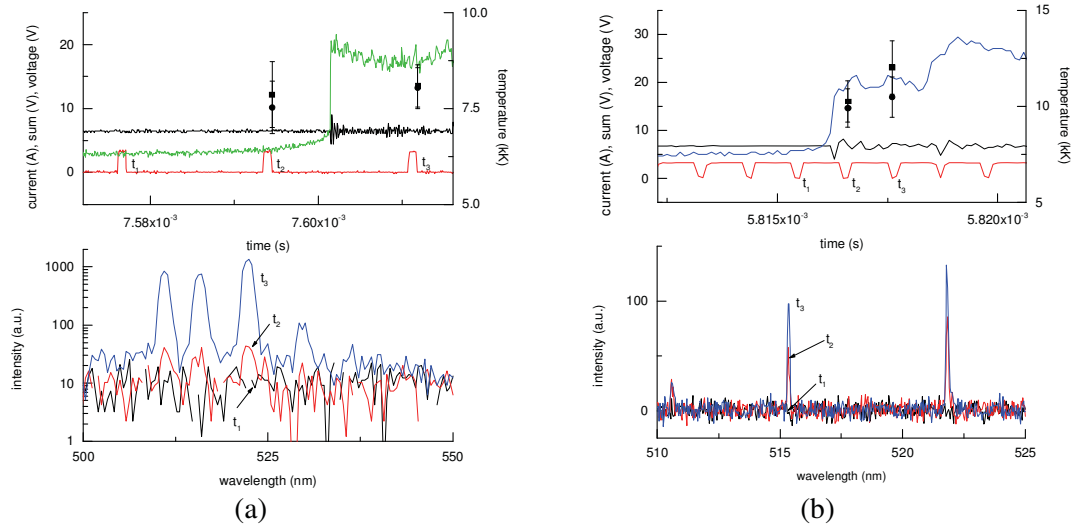 current (A), sum (V), voltage (V)
20
10
0
10.0
7.5
5.0
temperature (kK)
t1
t2
t3
7.58x10-3
7.60x10-3
time (s)
intensity (a.u.)
1000
100
10
1
t3
t2
t1
500
525
550
wavelength (nm)
(a)
current (A), sum (V), voltage (V)
35
30
20
10
0
15
10
5
temperature (kK)
t1
t2
t3
5.815x10-3
5.820x10-3
time (s)
intensity (a.u.)
100
0
t3
t2
t1
510
515
520
525
wavelength (nm)
(b)